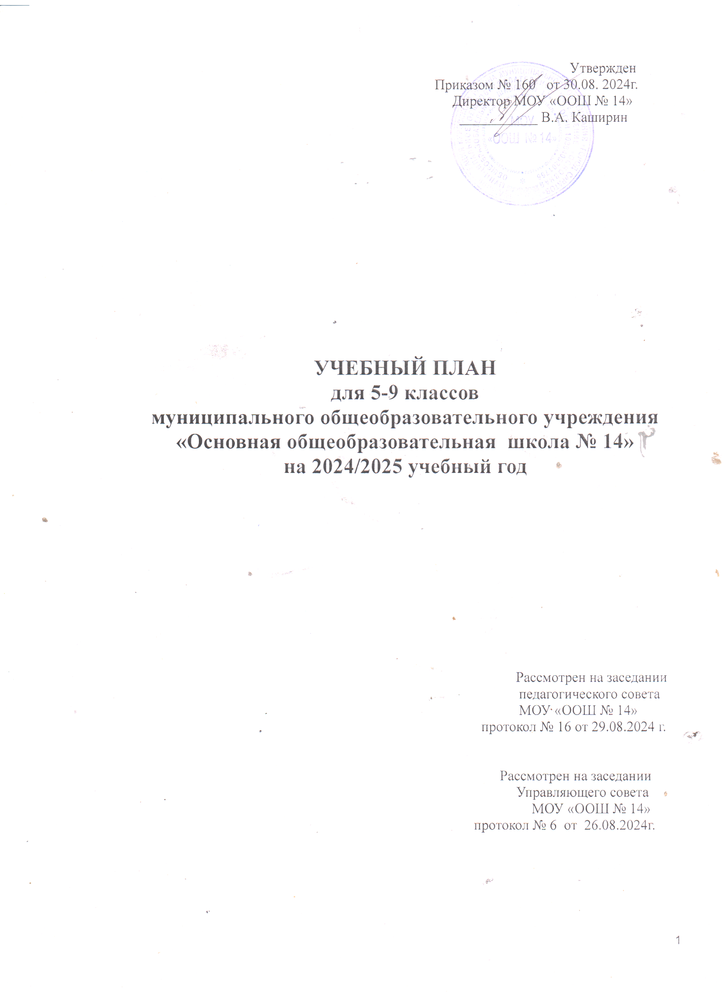 Утвержден
Приказом № 160 от 30.08. 2024г.
Директор МОУ «ООШ № 14»
____________ В.А. Каширин
МОУ
«ООШ № 14»
УЧЕБНЫЙ ПЛАН
для 5-9 классов
муниципального общеобразовательного учреждения
«Основная общеобразовательная школа № 14»
на 2024/2025 учебный год
Рассмотрен на заседании
педагогического совета
МОУ «ООШ № 14»
протокол № 16 от 29.08.2024 г.
Рассмотрен на заседании
Управляющего совета
МОУ «ООШ № 14»
протокол № 6 от 26.08.2024г.
1